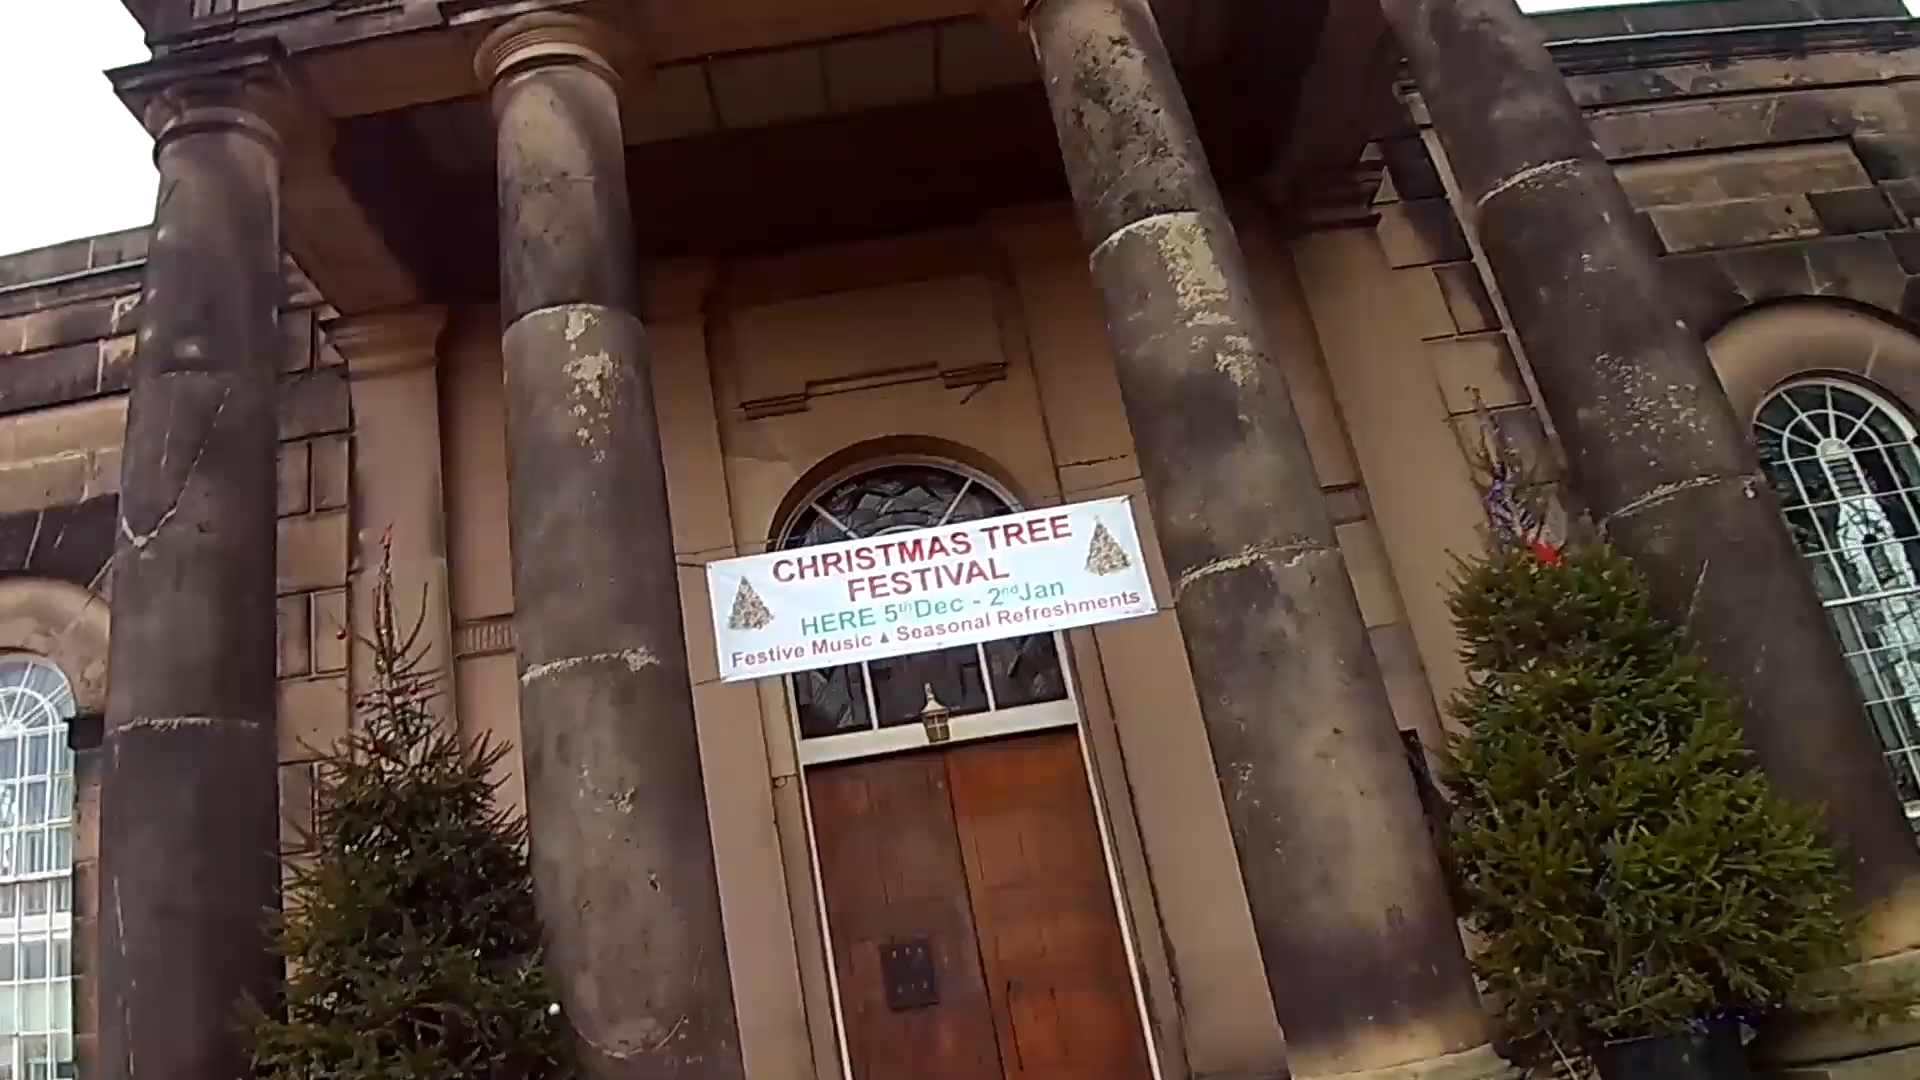 CHRISTMAS TREE
FESTIVAL
HERE 5th Dec - 2nd Jan
Festive Music ▲ Seasonal Refreshments